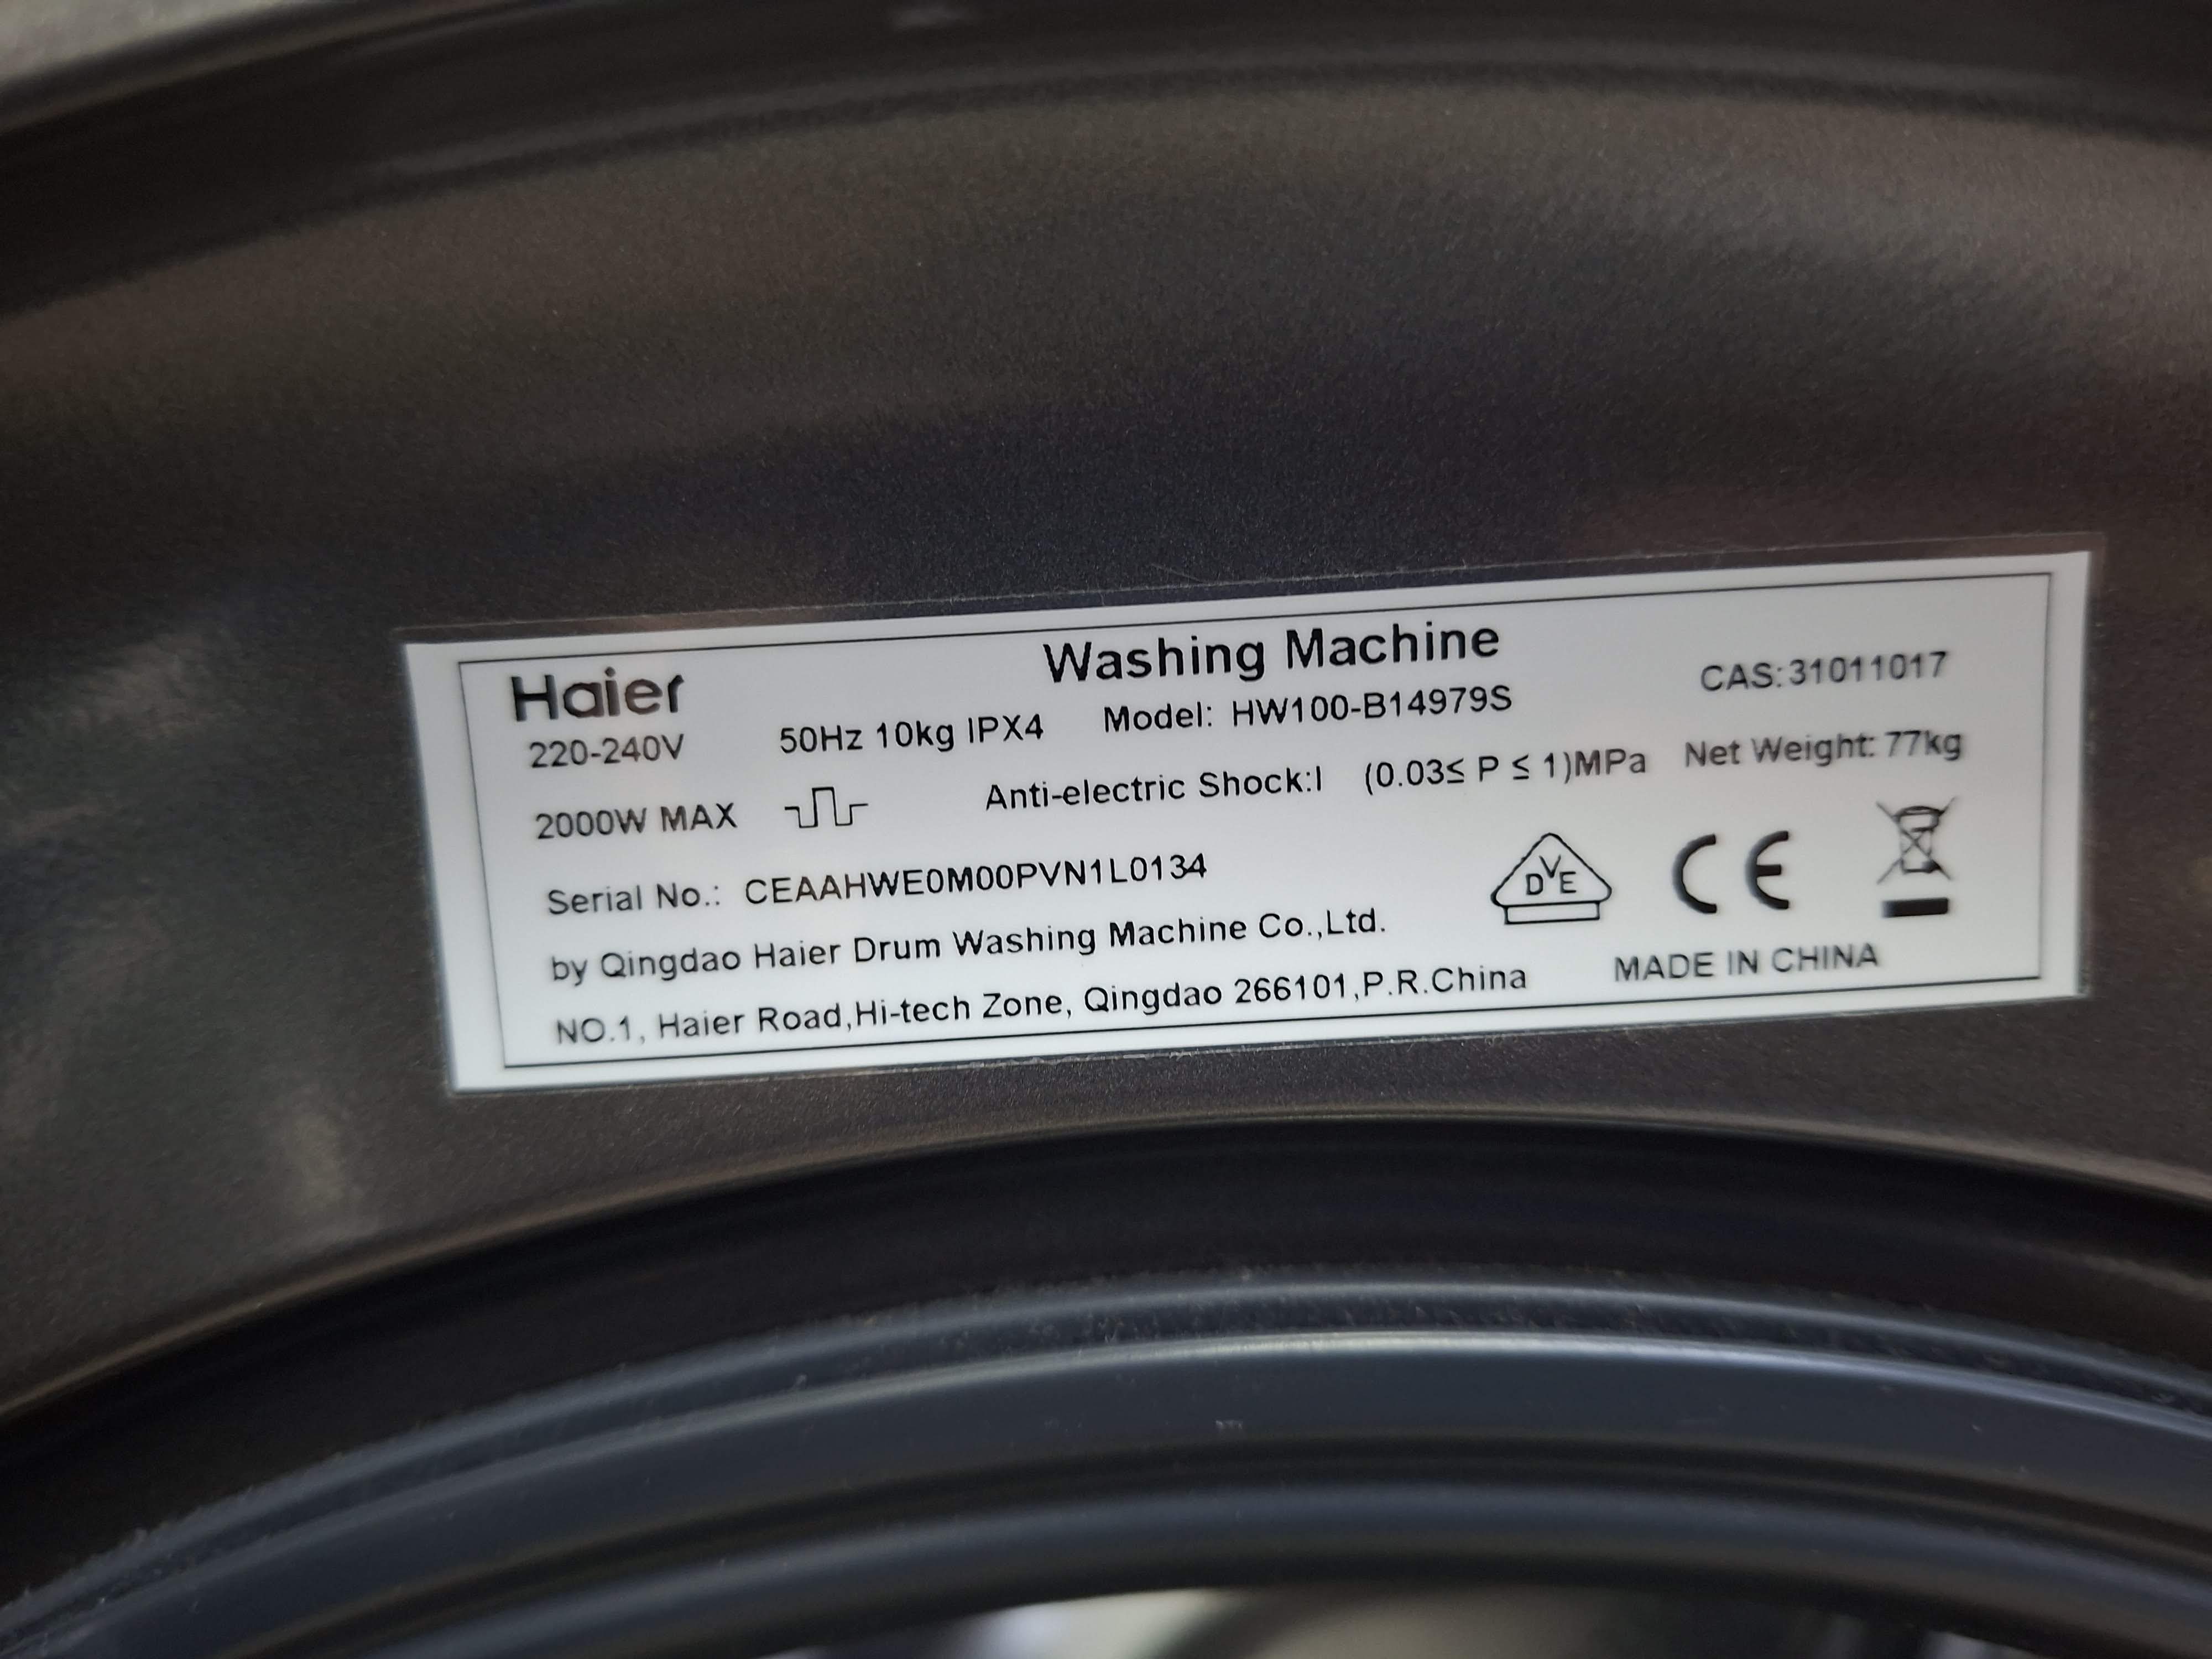 Washing Machine
Haier
CAS:31011017
220-240V 50Hz 10kg IPX4 Model: HW100-B14979S
2000W MAX Anti-electric Shock:I (0.03≤ P ≤ 1)MPa Net Weight: 77kg
Serial No.: CEAAHWE0M00PVN1L0134
DVE CE
by Qingdao Haier Drum Washing Machine Co.,Ltd.
NO.1, Haier Road,Hi-tech Zone, Qingdao 266101,P.R.China MADE IN CHINA